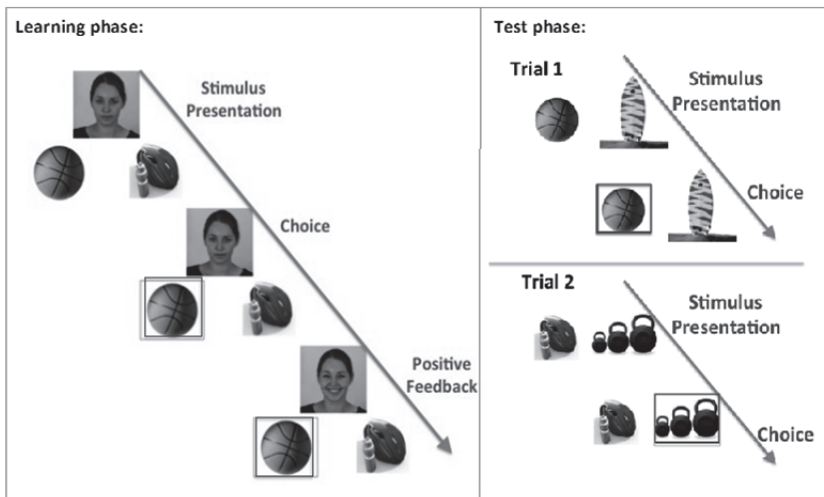 Learning phase:
Stimulus
Presentation
Choice
Positive
Feedback
Test phase:
Trial 1
Stimulus
Presentation
Choice
Trial 2
Stimulus
Presentation
Choice